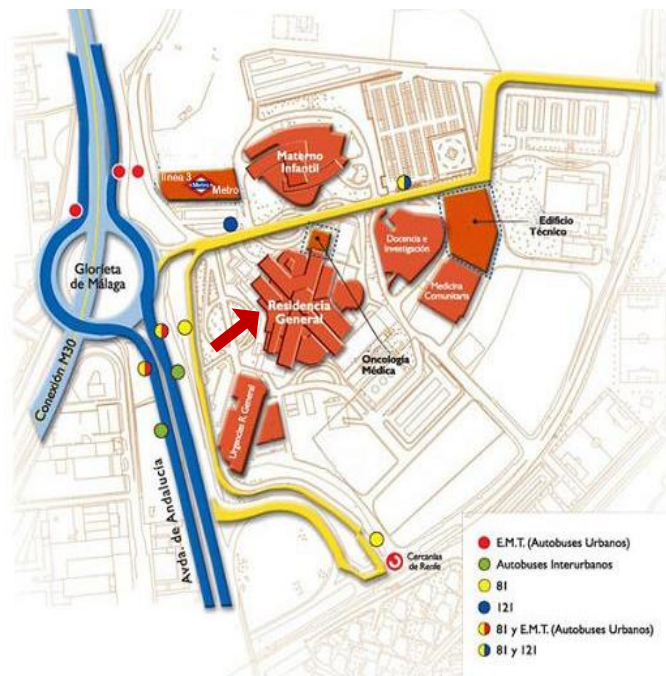 línea 3
Metro
Metro
Materno
Infantil
Edificio
Técnico
Docencia e
Investigación
Medicina
Comunitaria
Glorieta
de Málaga
Residencia
General
Oncología
Médica
Conexión M30
Urgencias R. General
Avda. de Andalucía
Cercanías
de Renfe
E.M.T. (Autobuses Urbanos)
Autobuses Interurbanos
81
121
81 y E.M.T. (Autobuses Urbanos)
81 y 121